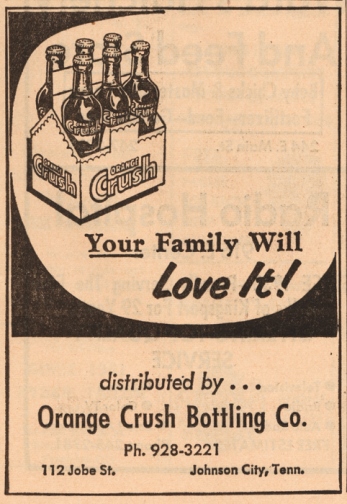 ORANGE
Crush
ORANGE
Crush
Your Family Will
Love It!
distributed by...
Orange Crush Bottling Co.
Ph. 928-3221
112 Jobe St. Johnson City, Tenn.